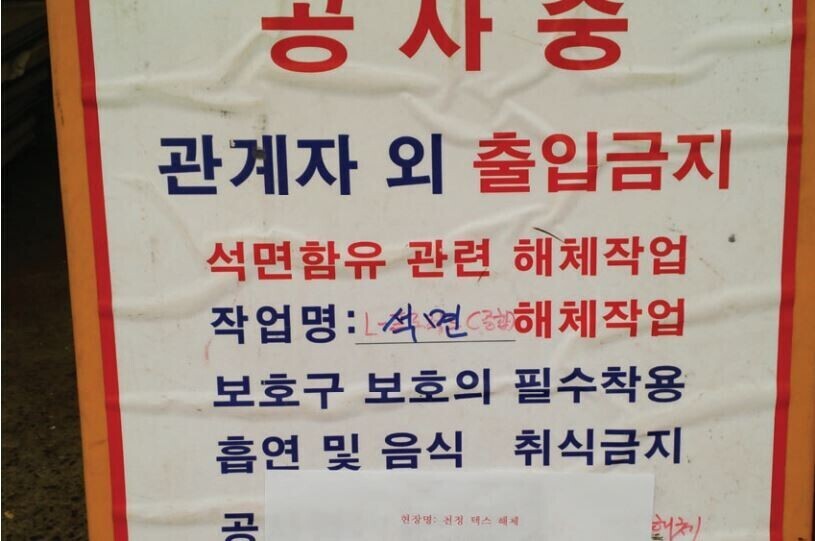 공사중
관계자 외 출입금지
석면함유 관련 해체작업
작업명: 석면 해체작업
보호구 보호의 필수착용
흡연 및 음식 취식금지
현장명: 천정 텍스 해체
공 해체